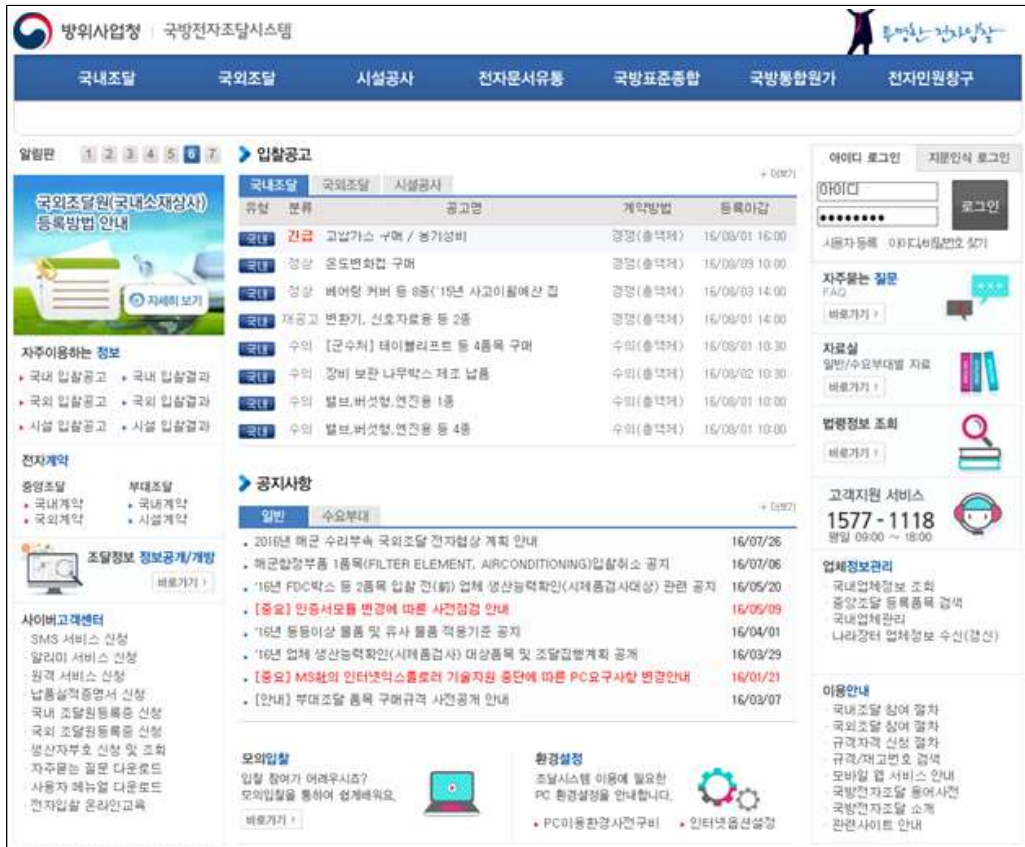 방위사업청 국방전자조달시스템
투명한 전자입찰
국내조달 국외조달 시설공사 전자문서유통 국방표준종합 국방통합원가 전자민원창구
알림판 1 2 3 4 5 6 7
국외조달원(국내소재상사)
등록방법 안내
자세히 보기
자주이용하는 정보
국내 입찰공고 국내 입찰결과
국외 입찰공고 국외 입찰결과
시설 입찰공고 시설 입찰결과
전자계약
중앙조달 부대조달
국내계약 국내계약
국외계약 시설계약
조달정보 정보공개/개방
바로가기
사이버고객센터
SMS 서비스 신청
알리미 서비스 신청
원격 서비스 신청
납품실적증명서 신청
국내 조달원등록증 신청
국외 조달원등록증 신청
생산자부호 신청 및 조회
자주묻는 질문 다운로드
사용자 메뉴얼 다운로드
전자입찰 온라인교육
입찰공고
+ 더보기
국내조달 국외조달 시설공사
유형 분류 공고명 계약방법 등록마감
국내 긴급 고압가스 구매 / 용기설비 경쟁(총액제) 16/08/01 16:00
국내 정상 온도변화컵 구매 경쟁(총액제) 16/08/09 10:00
국내 정상 베어링 커버 등 8종('15년 사고이월예산 집 경쟁(총액제) 16/08/03 14:00
국내 재공고 변환기, 신호자료용 등 2종 경쟁(총액제) 16/08/01 14:00
국내 수의 [군수처] 테이블리프트 등 4품목 구매 수의(총액제) 16/08/01 10:30
국내 수의 장비 보관 나무박스 제조 납품 수의(총액제) 16/08/02 10:30
국내 수의 밸브,버섯형,엔진용 1종 수의(총액제) 16/08/01 10:00
국내 수의 밸브,버섯형,엔진용 등 4종 수의(총액제) 16/08/01 10:00
공지사항
+ 더보기
일반 수요부대
2016년 해군 수리부속 국외조달 전자협상 계획 안내 16/07/26
해군함정부품 1품목(FILTER ELEMENT, AIRCONDITIONING)입찰취소 공지 16/07/06
'16년 FDC박스 등 2품목 입찰 전(前) 업체 생산능력확인(시제품검사대상) 관련 공지 16/05/20
[중요] 인증서모듈 변경에 따른 사전점검 안내 16/05/09
'16년 동등이상 물품 및 유사 물품 적용기준 공지 16/04/01
'16년 업체 생산능력확인(시제품검사) 대상품목 및 조달집행계획 공개 16/03/29
[중요] MS社의 인터넷익스플로러 기술지원 중단에 따른 PC요구사항 변경안내 16/01/21
[안내] 부대조달 품목 구매규격 사전공개 안내 16/03/07
모의입찰
입찰 참여가 어려우시죠?
모의입찰을 통하여 쉽게배워요.
바로가기
환경설정
조달시스템 이용에 필요한
PC 환경설정을 안내합니다.
PC이용환경사전구비 인터넷옵션설정
아이디 로그인 지문인식 로그인
아이디
로그인
사용자 등록 아이디,비밀번호 찾기
자주묻는 질문
FAQ
바로가기
자료실
일반/수요부대별 자료
바로가기
법령정보 조회
바로가기
고객지원 서비스
1577-1118
평일 09:00 ~ 18:00
업체정보관리
국내업체정보 조회
중앙조달 등록품목 검색
국내업체관리
나라장터 업체정보 수신(갱신)
이용안내
국내조달 참여 절차
국외조달 참여 절차
규격자격 신청 절차
규격/재고번호 검색
모바일 웹 서비스 안내
국방전자조달 용어사전
국방전자조달 소개
관련사이트 안내